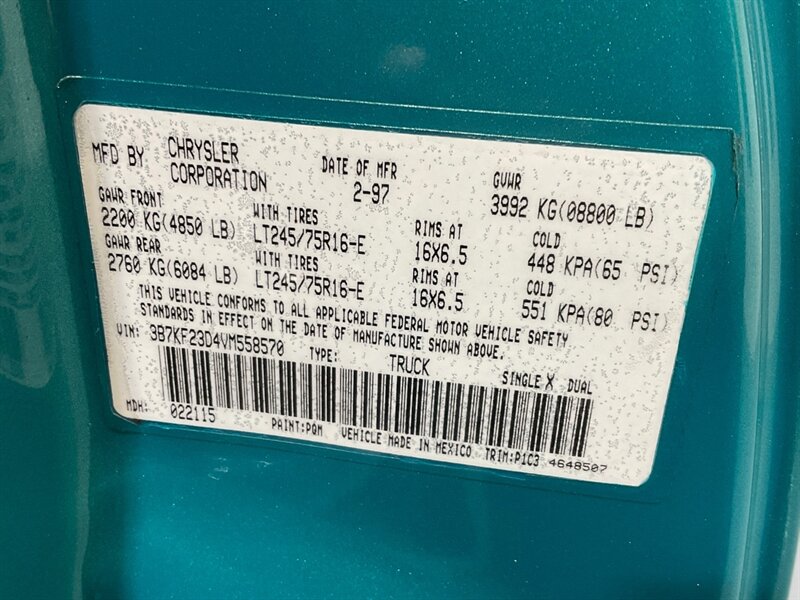 MFD BY CHRYSLER CORPORATION DATE OF MFR 2-97 GVWR 3992 KG(08800 LB)
GAWR FRONT WITH TIRES RIMS AT COLD
2200 KG(4850 LB) LT245/75R16-E 16X6.5 448 KPA(65 PSI)
GAWR REAR WITH TIRES RIMS AT COLD
2760 KG(6084 LB) LT245/75R16-E 16X6.5 551 KPA(80 PSI)
THIS VEHICLE CONFORMS TO ALL APPLICABLE FEDERAL MOTOR VEHICLE SAFETY
STANDARDS IN EFFECT ON THE DATE OF MANUFACTURE SHOWN ABOVE.
VIN: 3B7KF23D4VM558570 TYPE: TRUCK SINGLE X DUAL
MDH: 022115 PAINT:PQM VEHICLE MADE IN MEXICO TRIM:P1C3 4648507